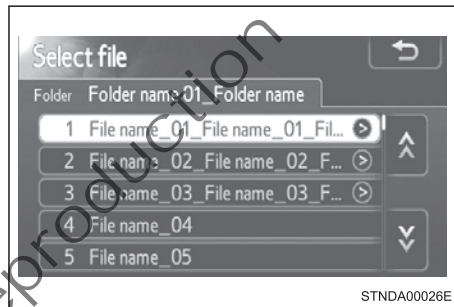 Select file
Folder Folder name 01_Folder name
1 File name_01_File name_01_Fil...
2 File name_02_File name_02_F...
3 File name_03_File name_03_F...
4 File name_04
5 File name_05
STNDA00026E
eproduction